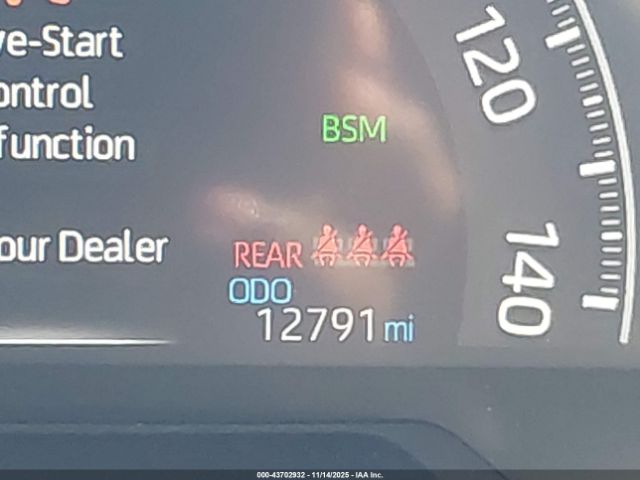 ve-Start
ontrol
function
our Dealer
120
140
BSM
REAR
ODO
12791 mi
000-43702932 - 11/14/2025 - IAA Inc.